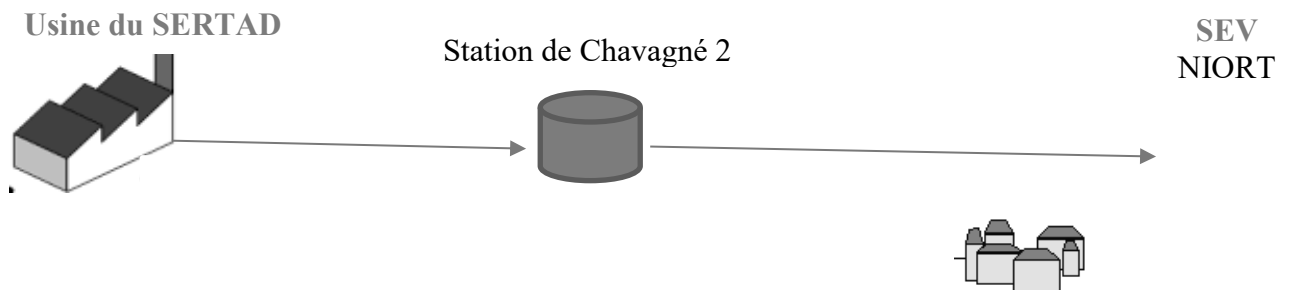 Usine du SERTAD
Station de Chavagné 2
SEV
NIORT